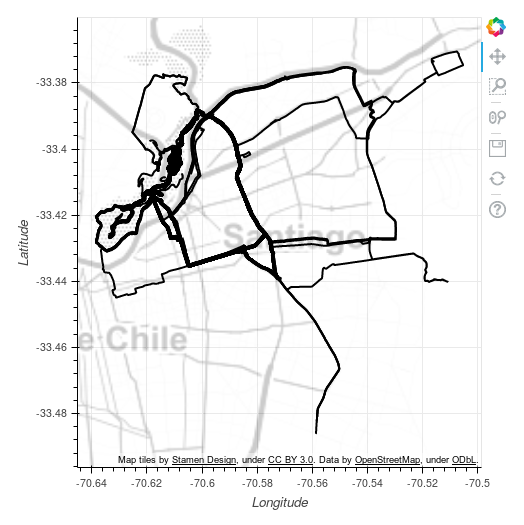 -33.38
-33.4
-33.42
-33.44
-33.46
-33.48
Latitude
Santiago
e Chile
Map tiles by Stamen Design, under CC BY 3.0. Data by OpenStreetMap, under ODbL.
-70.64
-70.62
-70.6
-70.58
-70.56
-70.54
-70.52
-70.5
Longitude